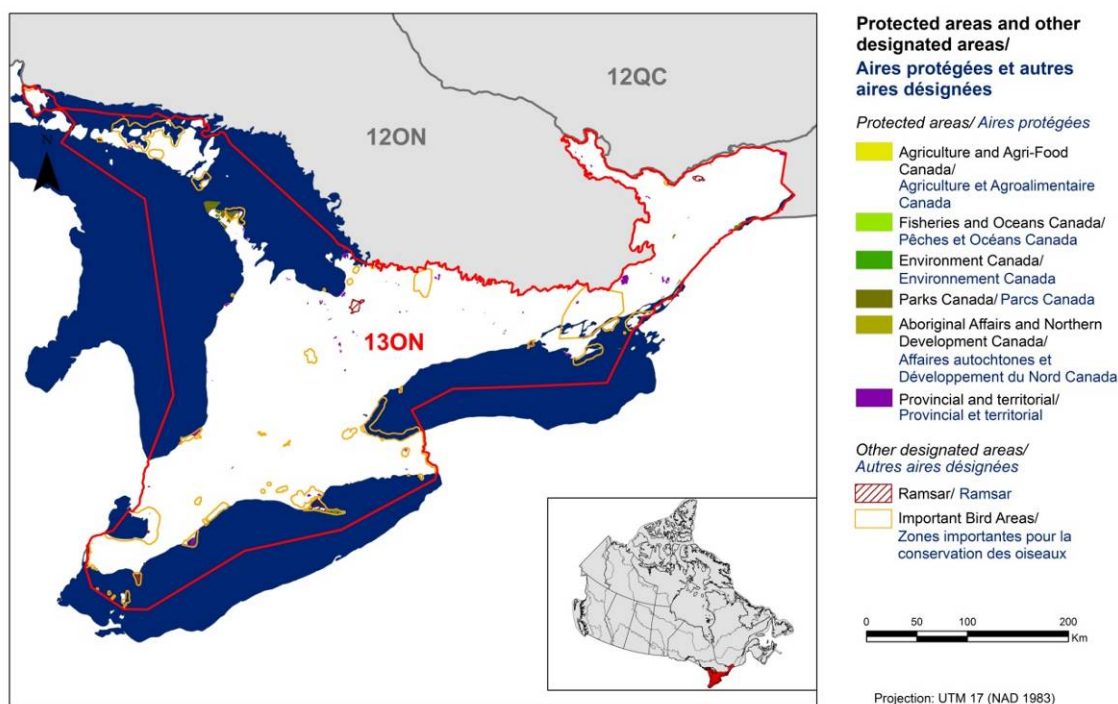 12QC
12ON
N
13ON
Protected areas and other
designated areas/
Aires protégées et autres
aires désignées
Protected areas/ Aires protégées
Agriculture and Agri-Food
Canada/
Agriculture et Agroalimentaire
Canada
Fisheries and Oceans Canada/
Pêches et Océans Canada
Environment Canada/
Environnement Canada
Parks Canada/ Parcs Canada
Aboriginal Affairs and Northern
Development Canada/
Affaires autochtones et
Développement du Nord Canada
Provincial and territorial/
Provincial et territorial
Other designated areas/
Autres aires désignées
Ramsar/ Ramsar
Important Bird Areas/
Zones importantes pour la
conservation des oiseaux
0 50 100 200
Km
Projection: UTM 17 (NAD 1983)